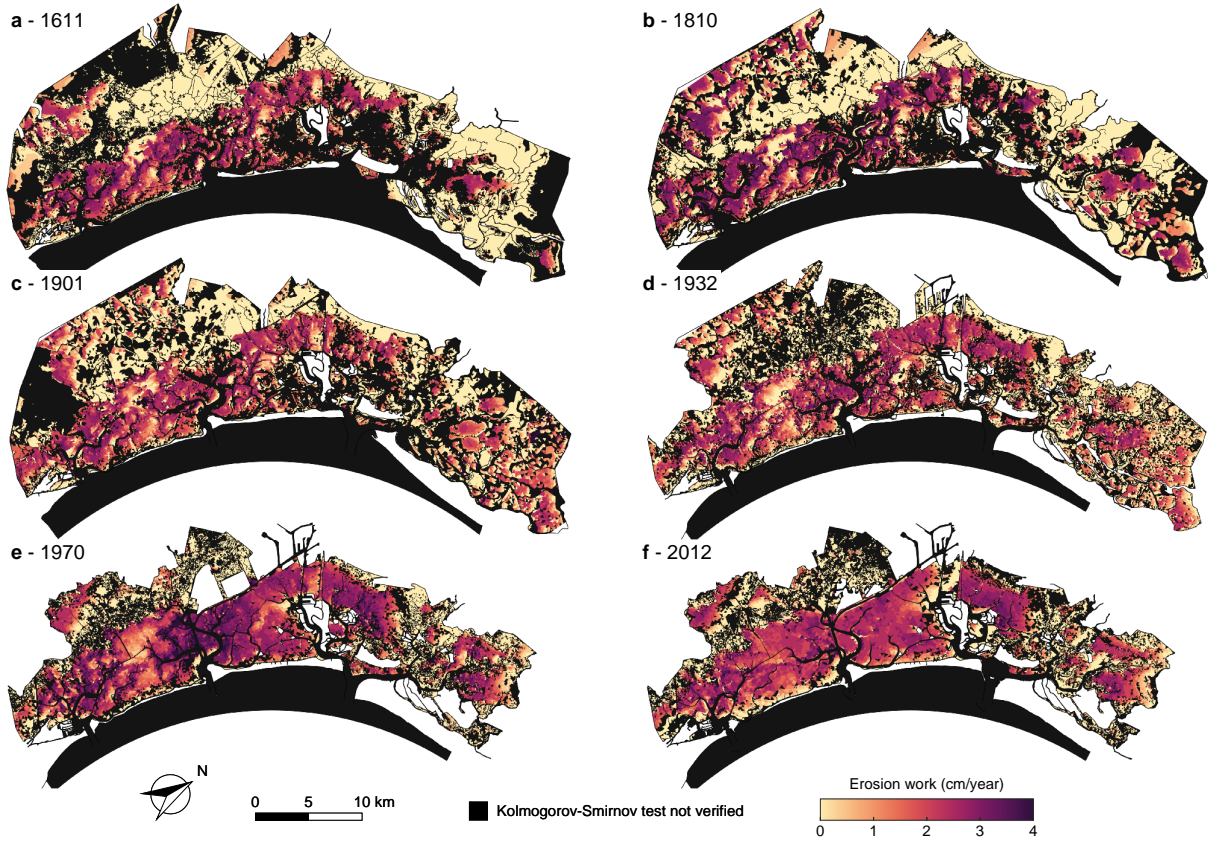 a - 1611
b - 1810
c - 1901
d - 1932
e - 1970
f - 2012
N
0 5 10 km
Kolmogorov-Smirnov test not verified
Erosion work (cm/year)
0 1 2 3 4